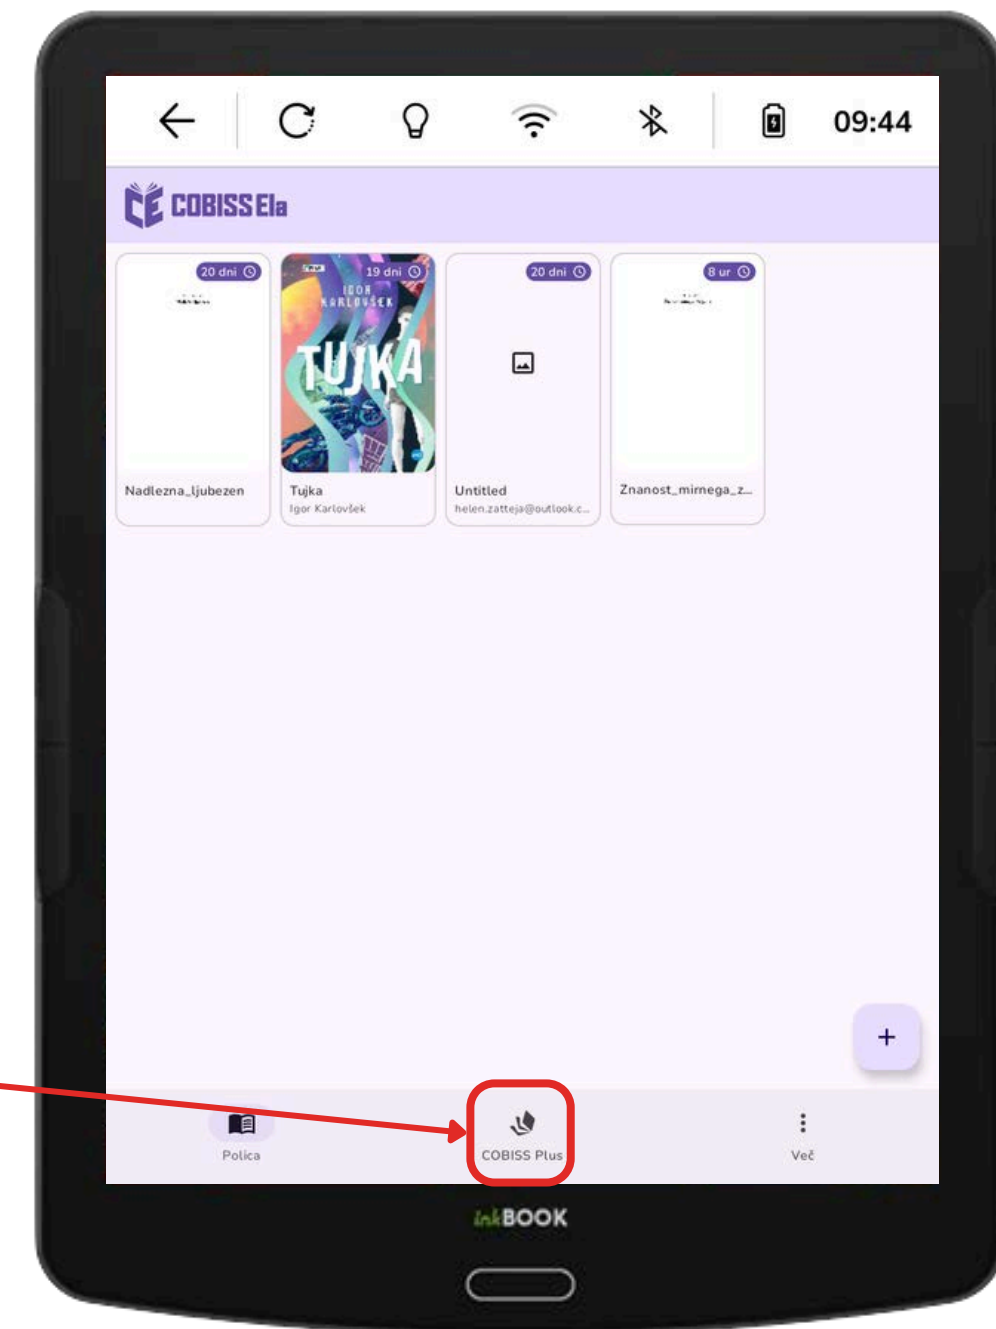 09:44
COBISS Ela
20 dni
19 dni
20 dni
8 ur
IGOR
KARLOVŠEK
TUJKA
Nadlezna_ljubezen
Tujka
Igor Karlovšek
Untitled
helen.zatteja@outlook.c...
Znanost_mirnega_z...
+
Polica
COBISS Plus
Več
inkBOOK